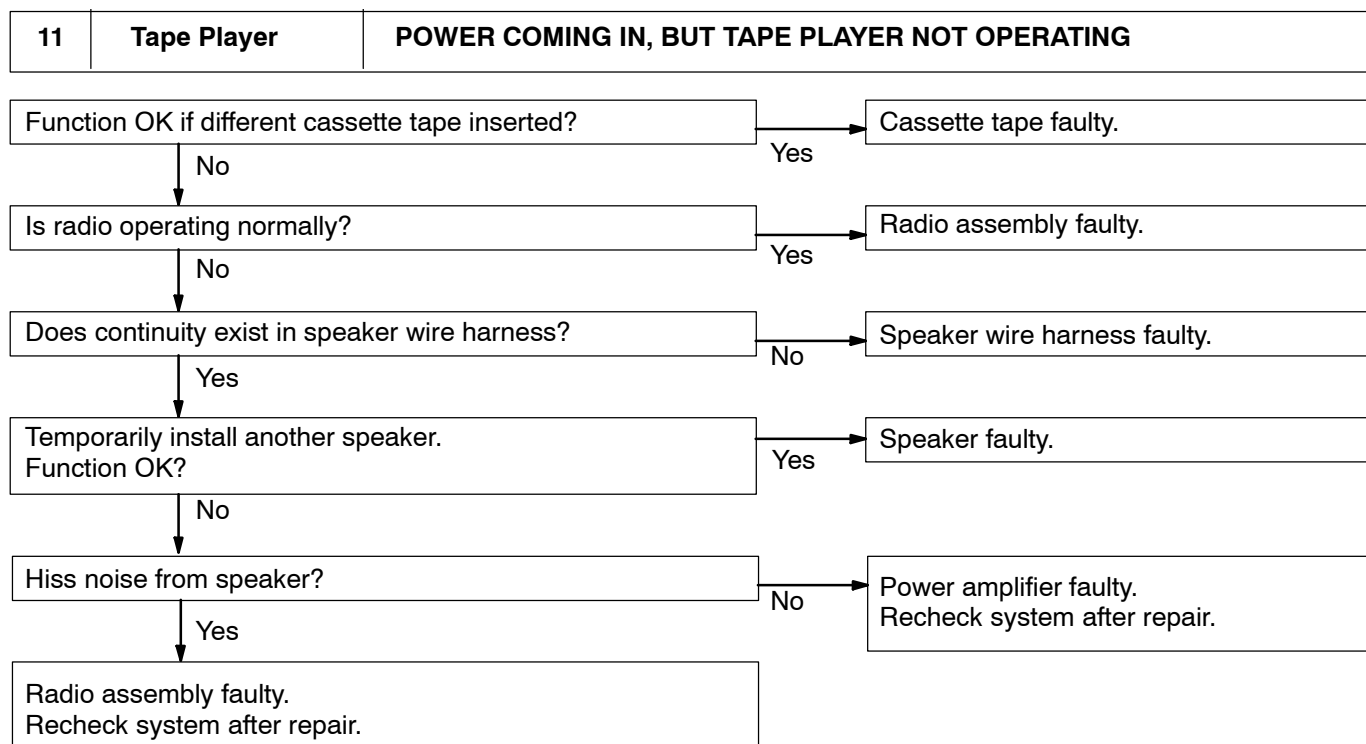 11 Tape Player POWER COMING IN, BUT TAPE PLAYER NOT OPERATING
Function OK if different cassette tape inserted?
Yes
Cassette tape faulty.
No
Is radio operating normally?
Yes
Radio assembly faulty.
No
Does continuity exist in speaker wire harness?
No
Speaker wire harness faulty.
Yes
Temporarily install another speaker.
Function OK?
Yes
Speaker faulty.
No
Hiss noise from speaker?
No
Power amplifier faulty.
Recheck system after repair.
Yes
Radio assembly faulty.
Recheck system after repair.